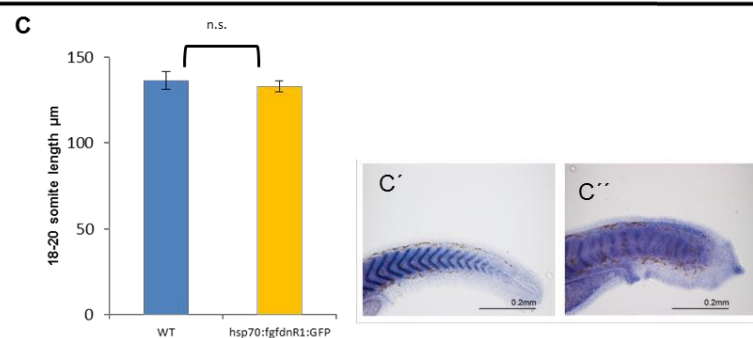 C
n.s.
150
100
50
0
18-20 somite length µm
WT
hsp70:fgfdnR1:GFP
C´
0.2mm
C´´
0.2mm